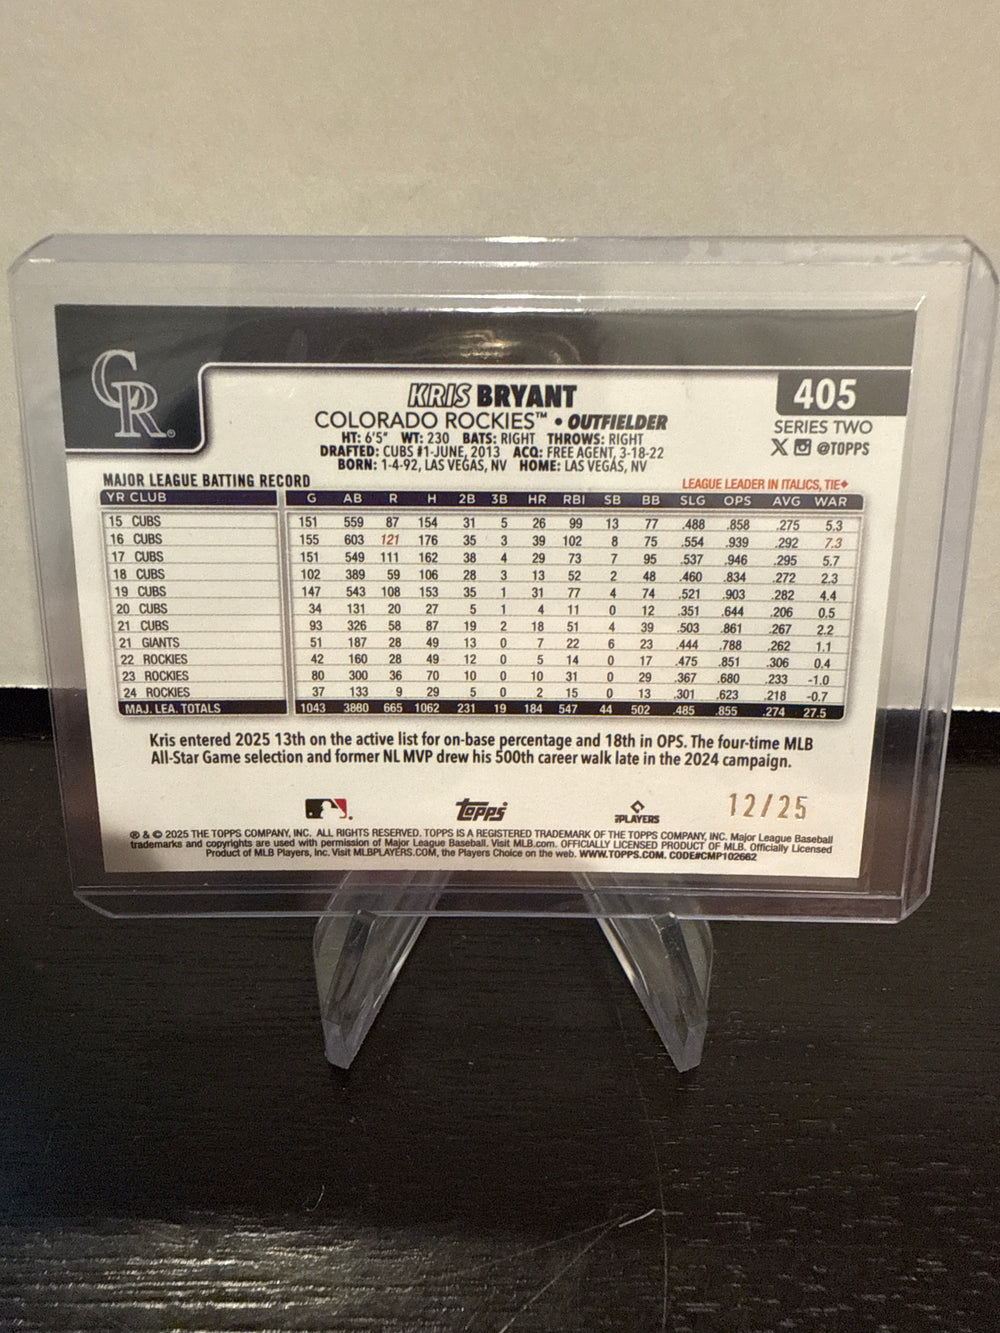 CR®
KRIS BRYANT
COLORADO ROCKIES™ • OUTFIELDER
HT: 6'5" WT: 230 BATS: RIGHT THROWS: RIGHT
DRAFTED: CUBS #1-JUNE, 2013 ACQ: FREE AGENT, 3-18-22
BORN: 1-4-92, LAS VEGAS, NV HOME: LAS VEGAS, NV
405
SERIES TWO
X @TOPPS
MAJOR LEAGUE BATTING RECORD
LEAGUE LEADER IN ITALICS, TIE♦
YR CLUB G AB R H 2B 3B HR RBI SB BB SLG OPS AVG WAR
15 CUBS 151 559 87 154 31 5 26 99 13 77 .488 .858 .275 5.3
16 CUBS 155 603 121 176 35 3 39 102 8 75 .554 .939 .292 7.3
17 CUBS 151 549 111 162 38 4 29 73 7 95 .537 .946 .295 5.7
18 CUBS 102 389 59 106 28 3 13 52 2 48 .460 .834 .272 2.3
19 CUBS 147 543 108 153 35 1 31 77 4 74 .521 .903 .282 4.4
20 CUBS 34 131 20 27 5 1 4 11 0 12 .351 .644 .206 0.5
21 CUBS 93 326 58 87 19 2 18 51 4 39 .503 .861 .267 2.2
21 GIANTS 51 187 28 49 13 0 7 22 6 23 .444 .788 .262 1.1
22 ROCKIES 42 160 28 49 12 0 5 14 0 17 .475 .851 .306 0.4
23 ROCKIES 80 300 36 70 10 0 10 31 0 29 .367 .680 .233 -1.0
24 ROCKIES 37 133 9 29 5 0 2 15 0 13 .301 .623 .218 -0.7
MAJ. LEA. TOTALS 1043 3880 665 1062 231 19 184 547 44 502 .485 .855 .274 27.5
Kris entered 2025 13th on the active list for on-base percentage and 18th in OPS. The four-time MLB
All-Star Game selection and former NL MVP drew his 500th career walk late in the 2024 campaign.
Topps
PLAYERS
12/25
® & © 2025 THE TOPPS COMPANY, INC. ALL RIGHTS RESERVED. TOPPS IS A REGISTERED TRADEMARK OF THE TOPPS COMPANY, INC. Major League Baseball
trademarks and copyrights are used with permission of Major League Baseball. Visit MLB.com. OFFICIALLY LICENSED PRODUCT OF MLB. Officially Licensed
Product of MLB Players, Inc. Visit MLBPLAYERS.COM, the Players Choice on the web. WWW.TOPPS.COM. CODE#CMP102662